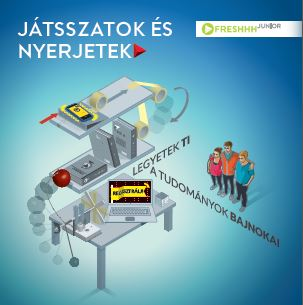 JÁTSSZATOK ÉS
NYERJETEK
FRESHHH JUNIOR
REGISZTRÁLJ!
LEGYETEK TI
A TUDOMÁNYOK BAJNOKAI